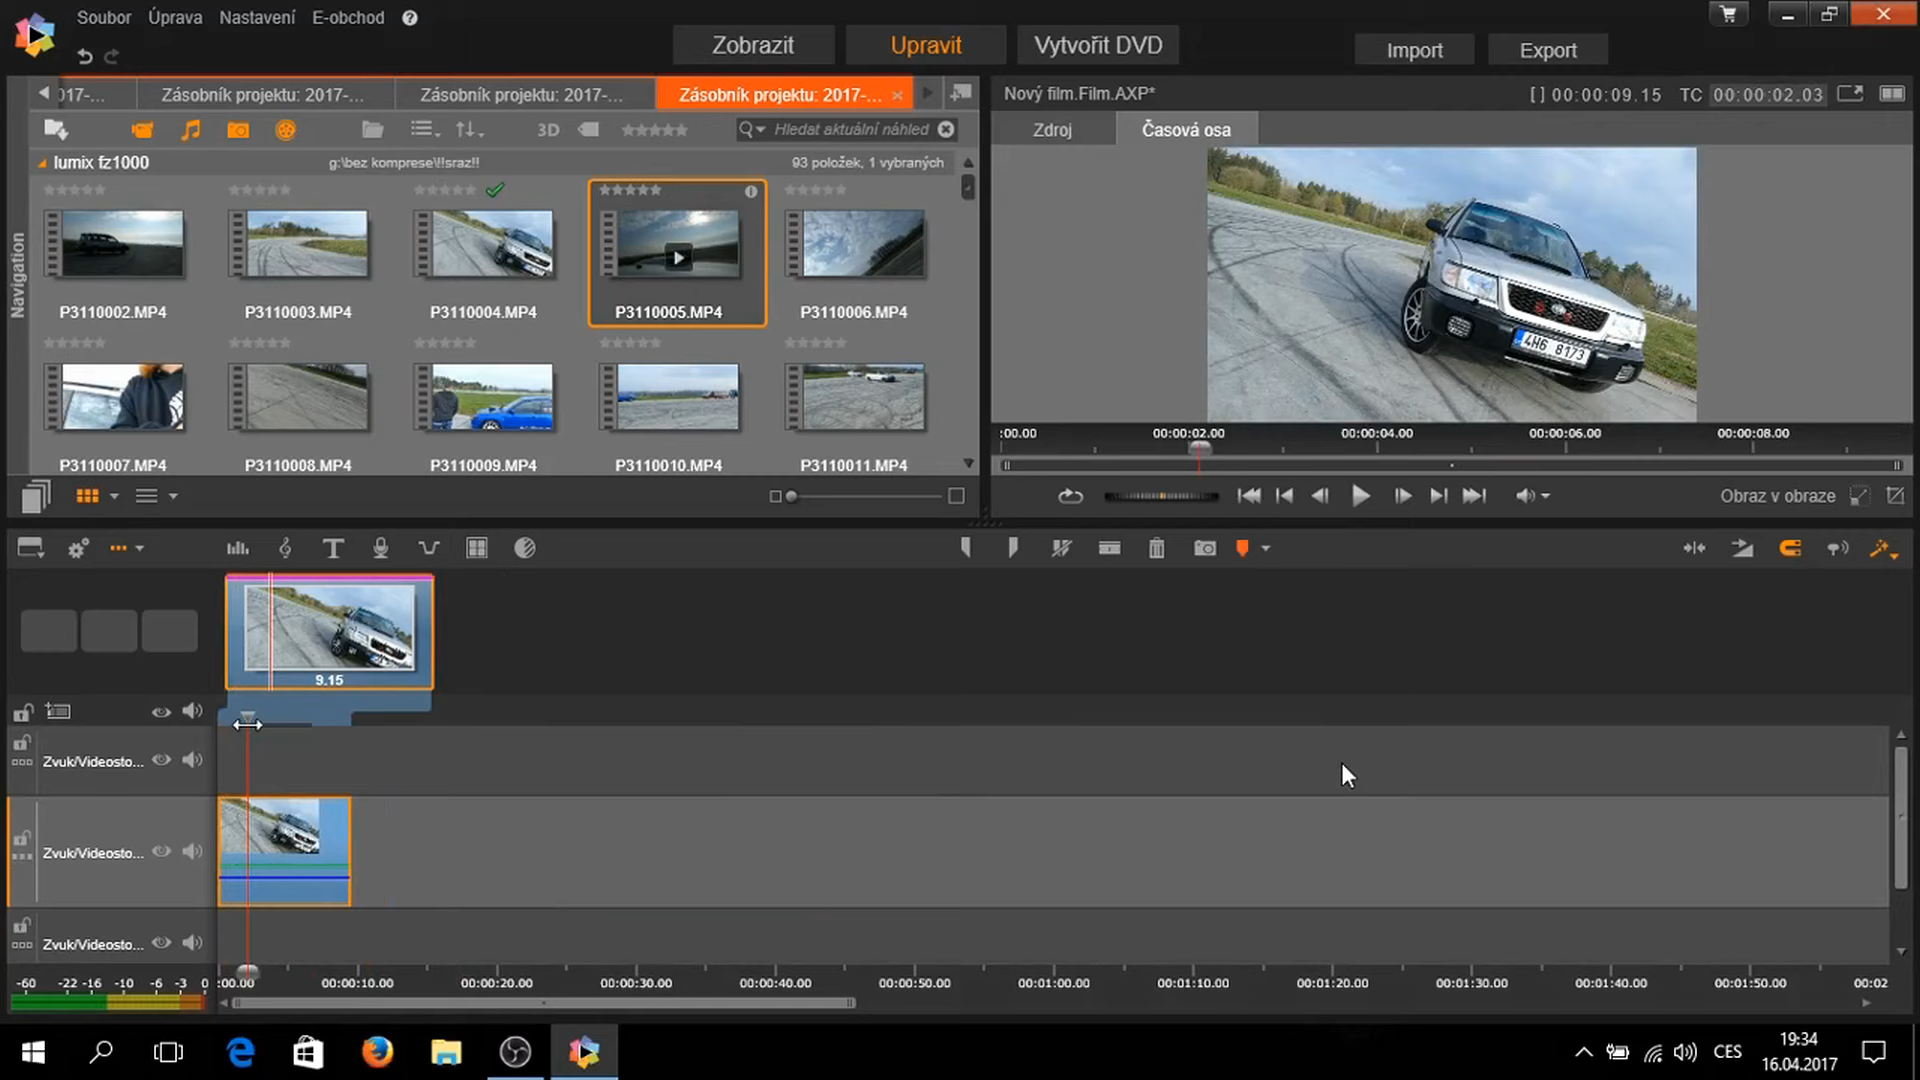 Soubor Úprava Nastavení E-obchod ?
Zobrazit Upravit Vytvořit DVD Import Export
017-... Zásobník projektu: 2017-... Zásobník projektu: 2017-... Zásobník projektu: 2017-... ×
Nový film.Film.AXP* [ ] 00:00:09.15 TC 00:00:02.03
3D Hledat aktuální náhled
Zdroj Časová osa
Navigation
lumix fz1000 g:\bez komprese\!!sraz!! 93 položek, 1 vybraných
P3110002.MP4 P3110003.MP4 P3110004.MP4 P3110005.MP4 P3110006.MP4
P3110007.MP4 P3110008.MP4 P3110009.MP4 P3110010.MP4 P3110011.MP4
4H6 8173
:00.00 00:00:02.00 00:00:04.00 00:00:06.00 00:00:08.00
Obraz v obraze
9.15
Zvuk/Videosto...
Zvuk/Videosto...
Zvuk/Videosto...
-60 -22 -16 -10 -6 -3 0
:00.00 00:00:10.00 00:00:20.00 00:00:30.00 00:00:40.00 00:00:50.00 00:01:00.00 00:01:10.00 00:01:20.00 00:01:30.00 00:01:40.00 00:01:50.00 00:02
CES
19:34
16.04.2017